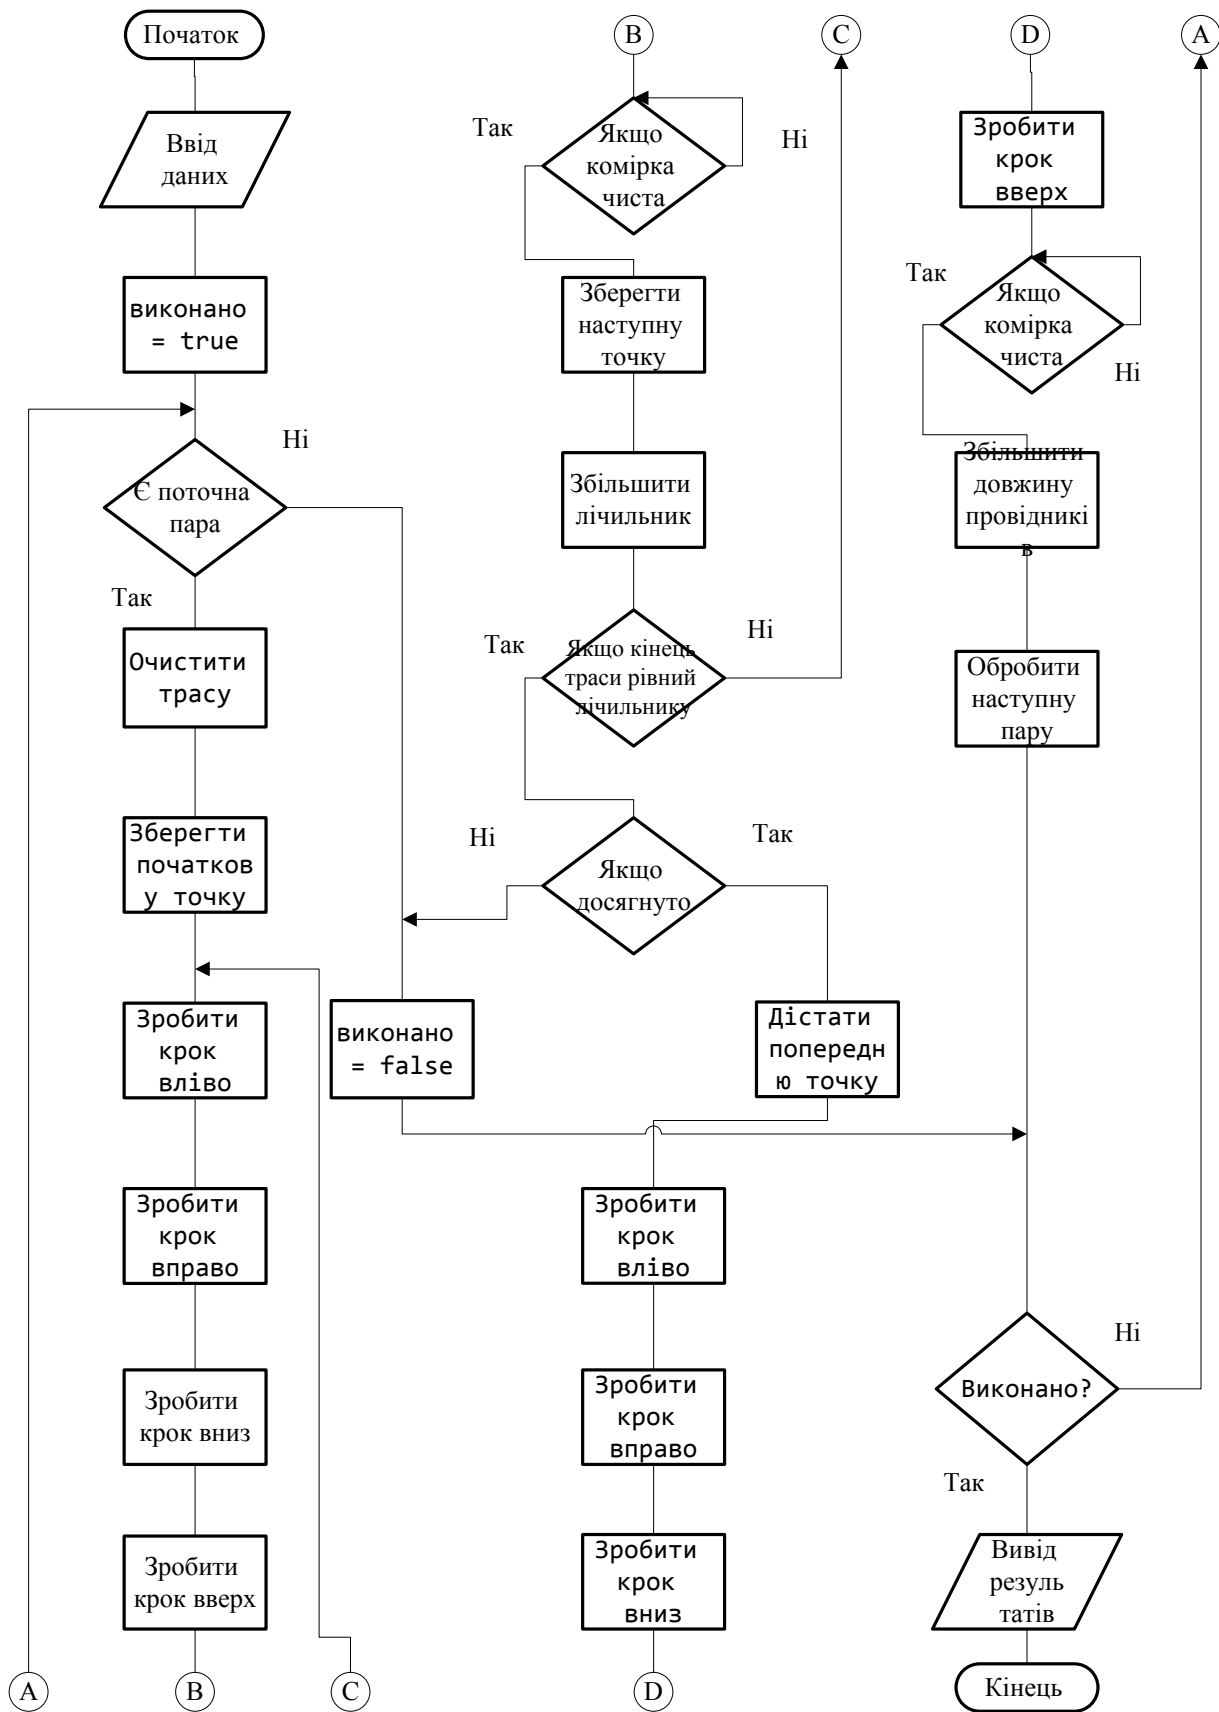 Початок
Ввід
даних
виконано
= true
Ні
Є поточна
пара
Так
Очистити
трасу
Зберегти
початков
у точку
Зробити
крок
вліво
Зробити
крок
вправо
Зробити
крок вниз
Зробити
крок вверх
A
B
C
B
Так
Ні
Якщо
комірка
чиста
Зберегти
наступну
точку
Збільшити
лічильник
Так
Ні
Якщо кінець
траси рівний
лічильнику
Ні
Так
Якщо
досягнуто
виконано
= false
Дістати
попередн
ю точку
Зробити
крок
вліво
Зробити
крок
вправо
Зробити
крок
вниз
D
C
D
A
Зробити
крок
вверх
Так
Якщо
комірка
чиста
Ні
Збільшити
довжину
провідникі
в
Обробити
наступну
пару
Ні
Виконано?
Так
Вивід
резуль
татів
Кінець